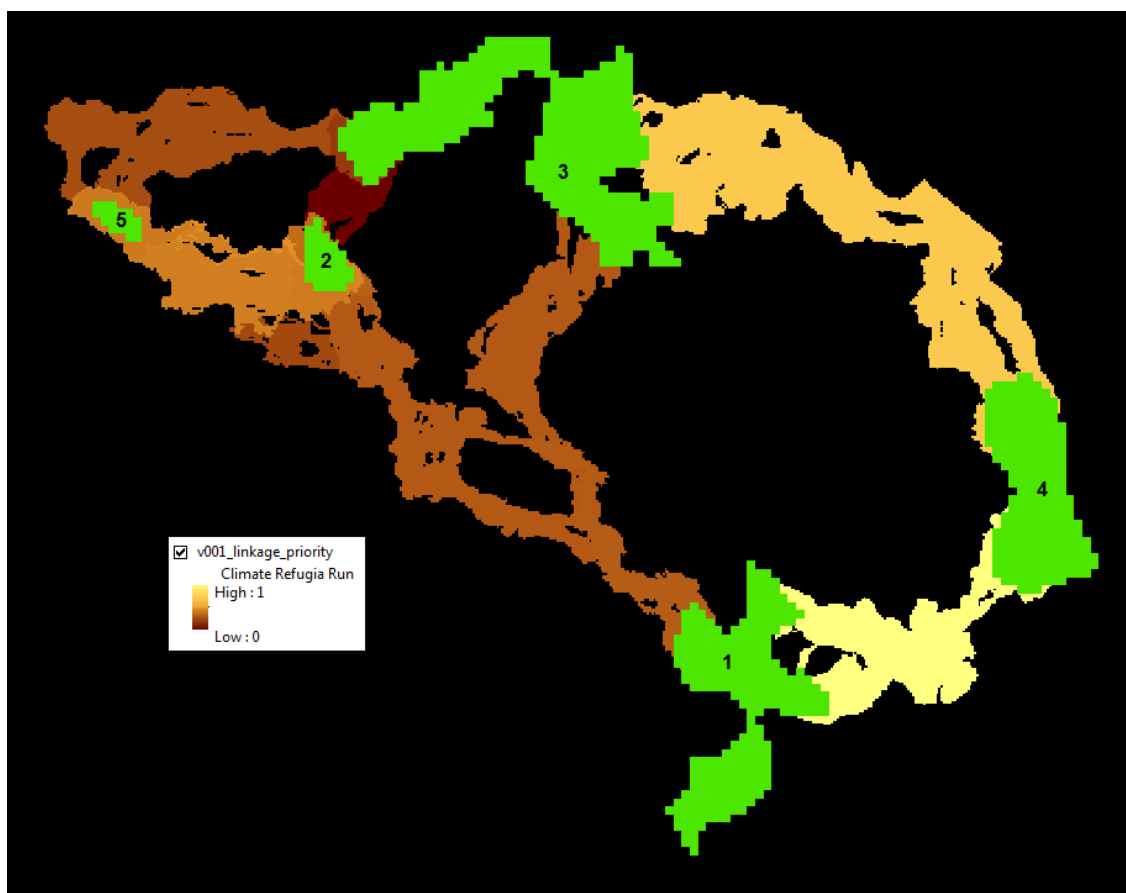 3
5
2
4
v001_linkage_priority
Climate Refugia Run
High : 1
Low : 0
1